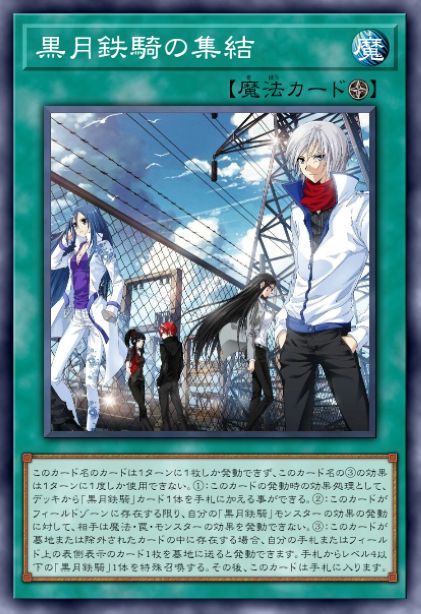 黒月鉄騎の集結
魔
【魔法カード】
このカード名のカードは1ターンに1枚しか発動できず、このカード名の③の効果
は1ターンに1度しか使用できない。①:このカードの発動時の効果処理として、
デッキから「黒月鉄騎」カード1体を手札に加える事ができる。②:このカードが
フィールドゾーンに存在する限り、自分の「黒月鉄騎」モンスターの効果の発動
に対して、相手は魔法・罠・モンスターの効果を発動できない。③:このカードが
墓地または除外されたカードの中に存在する場合、自分の手札またはフィール
ド上の表側表示のカード1枚を墓地に送ると発動できます。手札からレベル4以
下の「黒月鉄騎」1体を特殊召喚する。その後、このカードは手札に入ります。